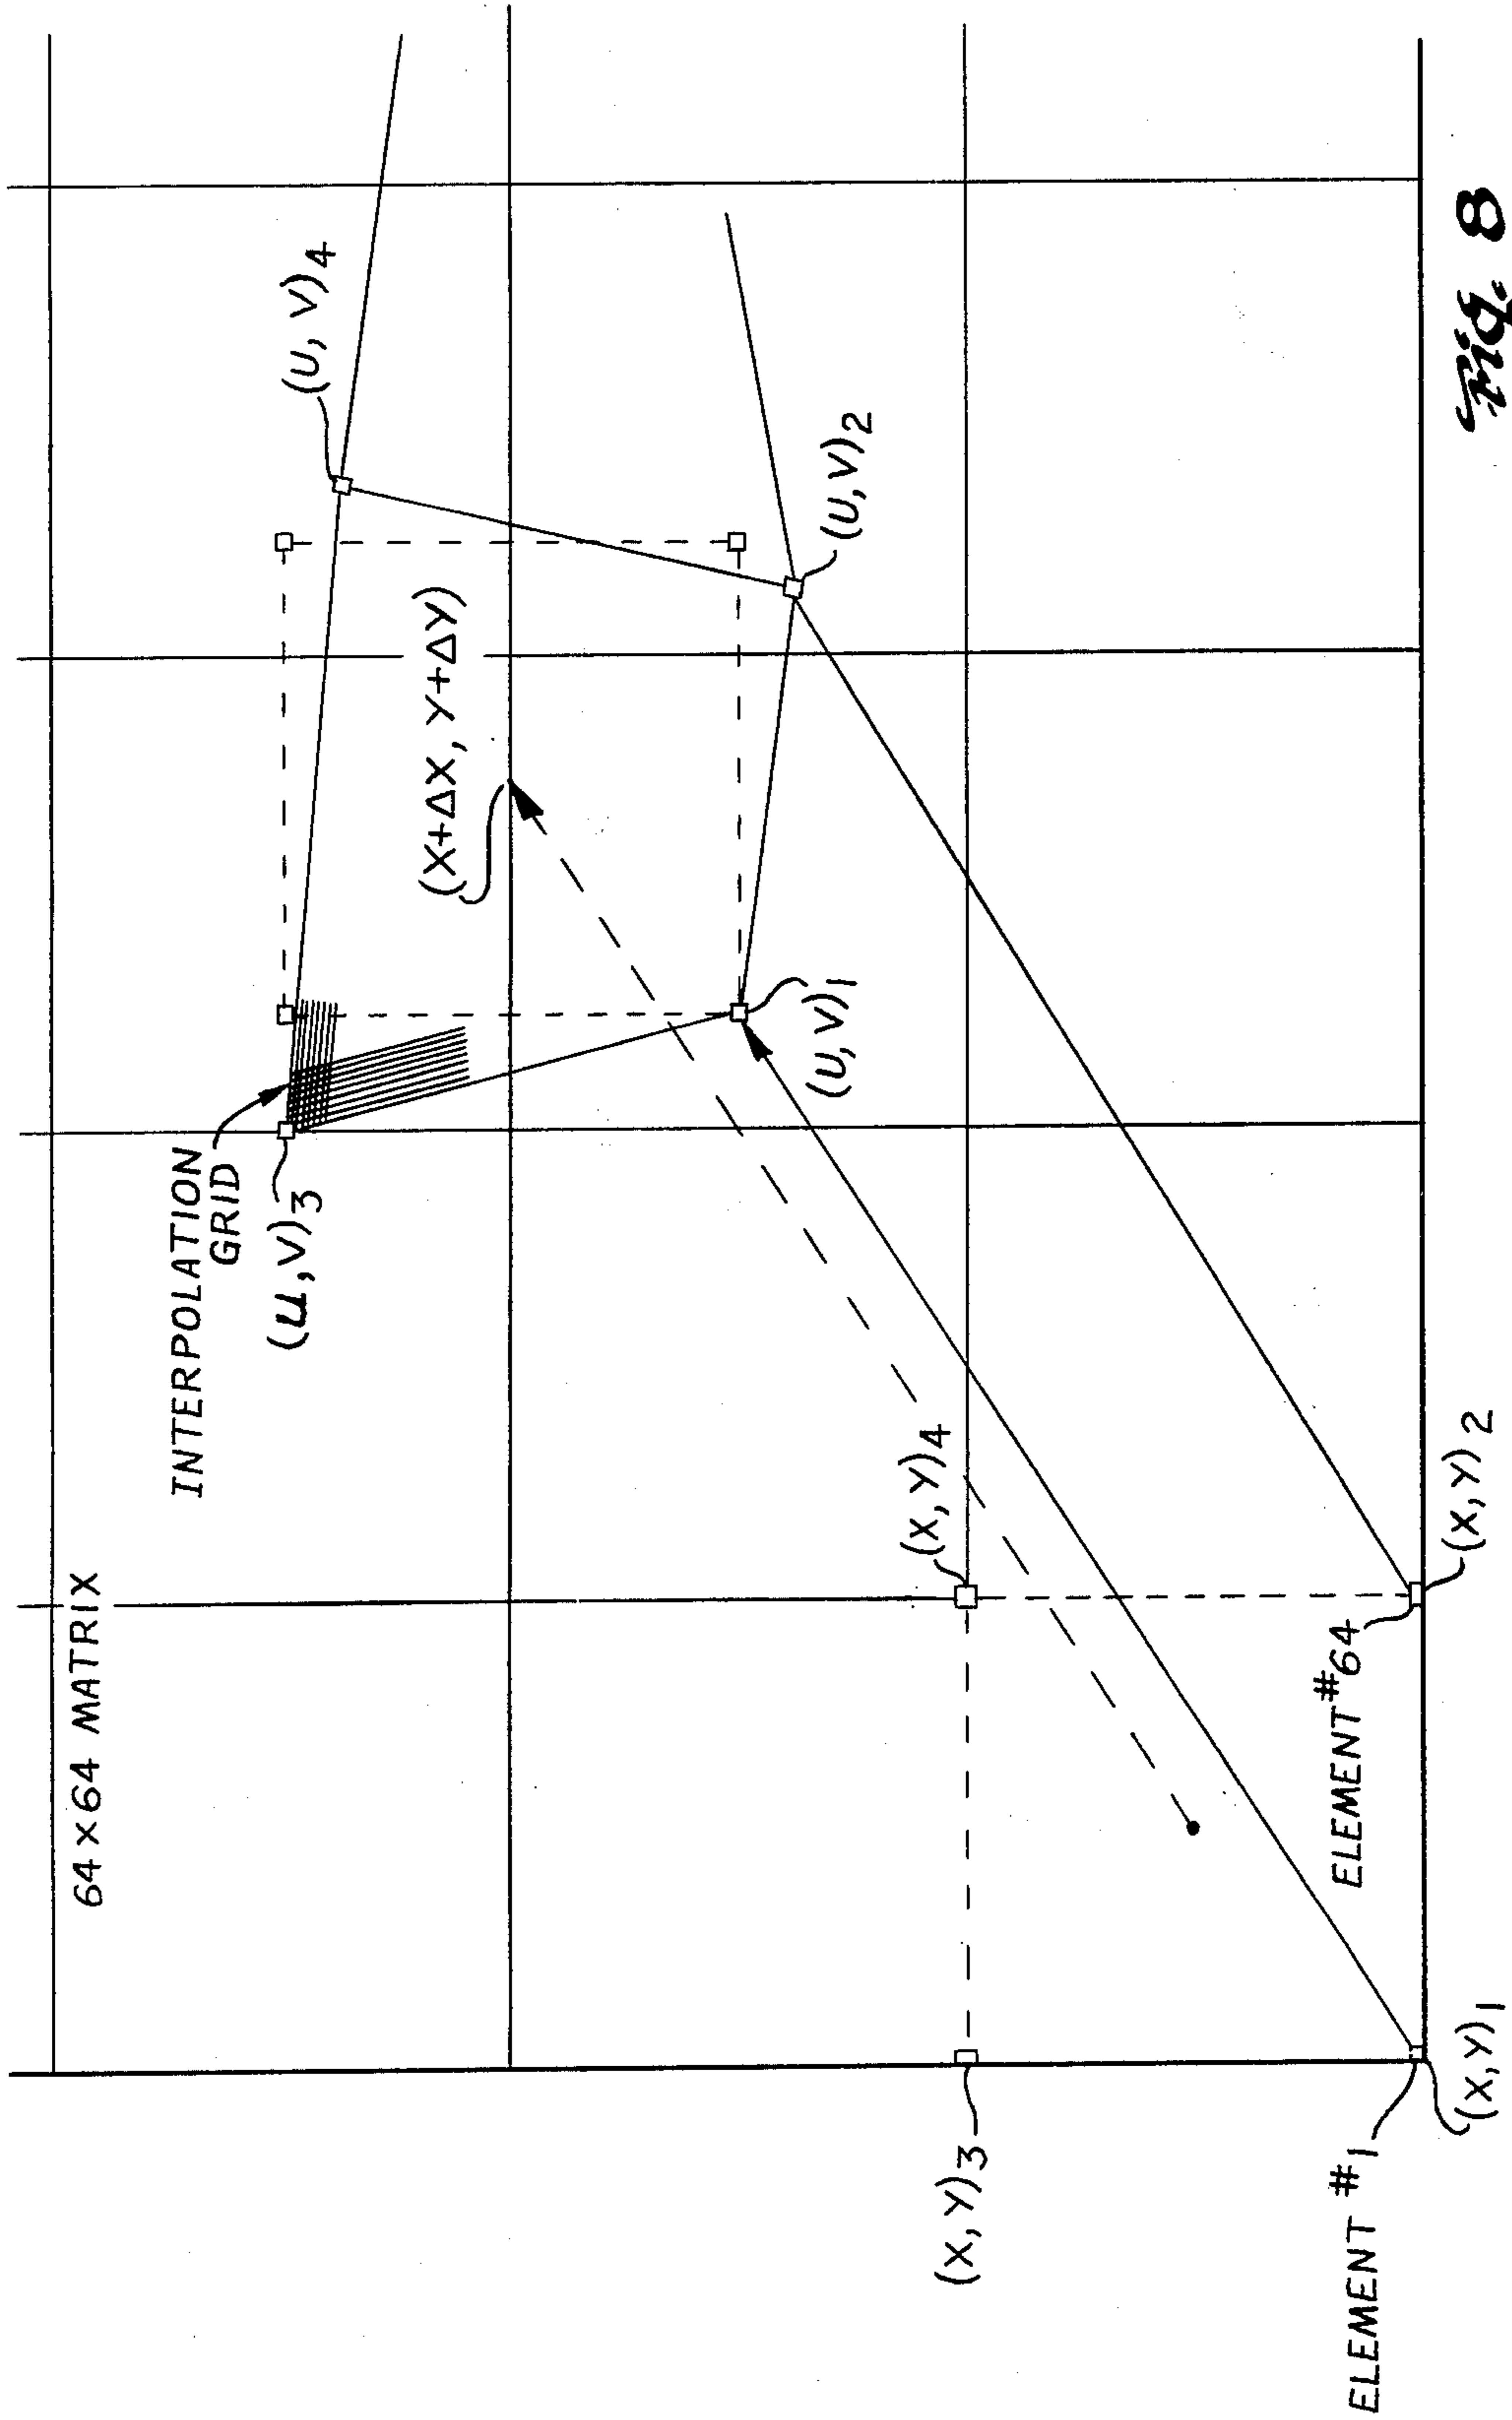 64 × 64 MATRIX
INTERPOLATION
GRID
(U,V)3
(U, V)4
(X+ΔX, Y+ΔY)
(U,V)1
(U,V)2
(X,Y)3
(X,Y)4
ELEMENT #1
ELEMENT #64
(X,Y)1
(X,Y)2
Fig. 8